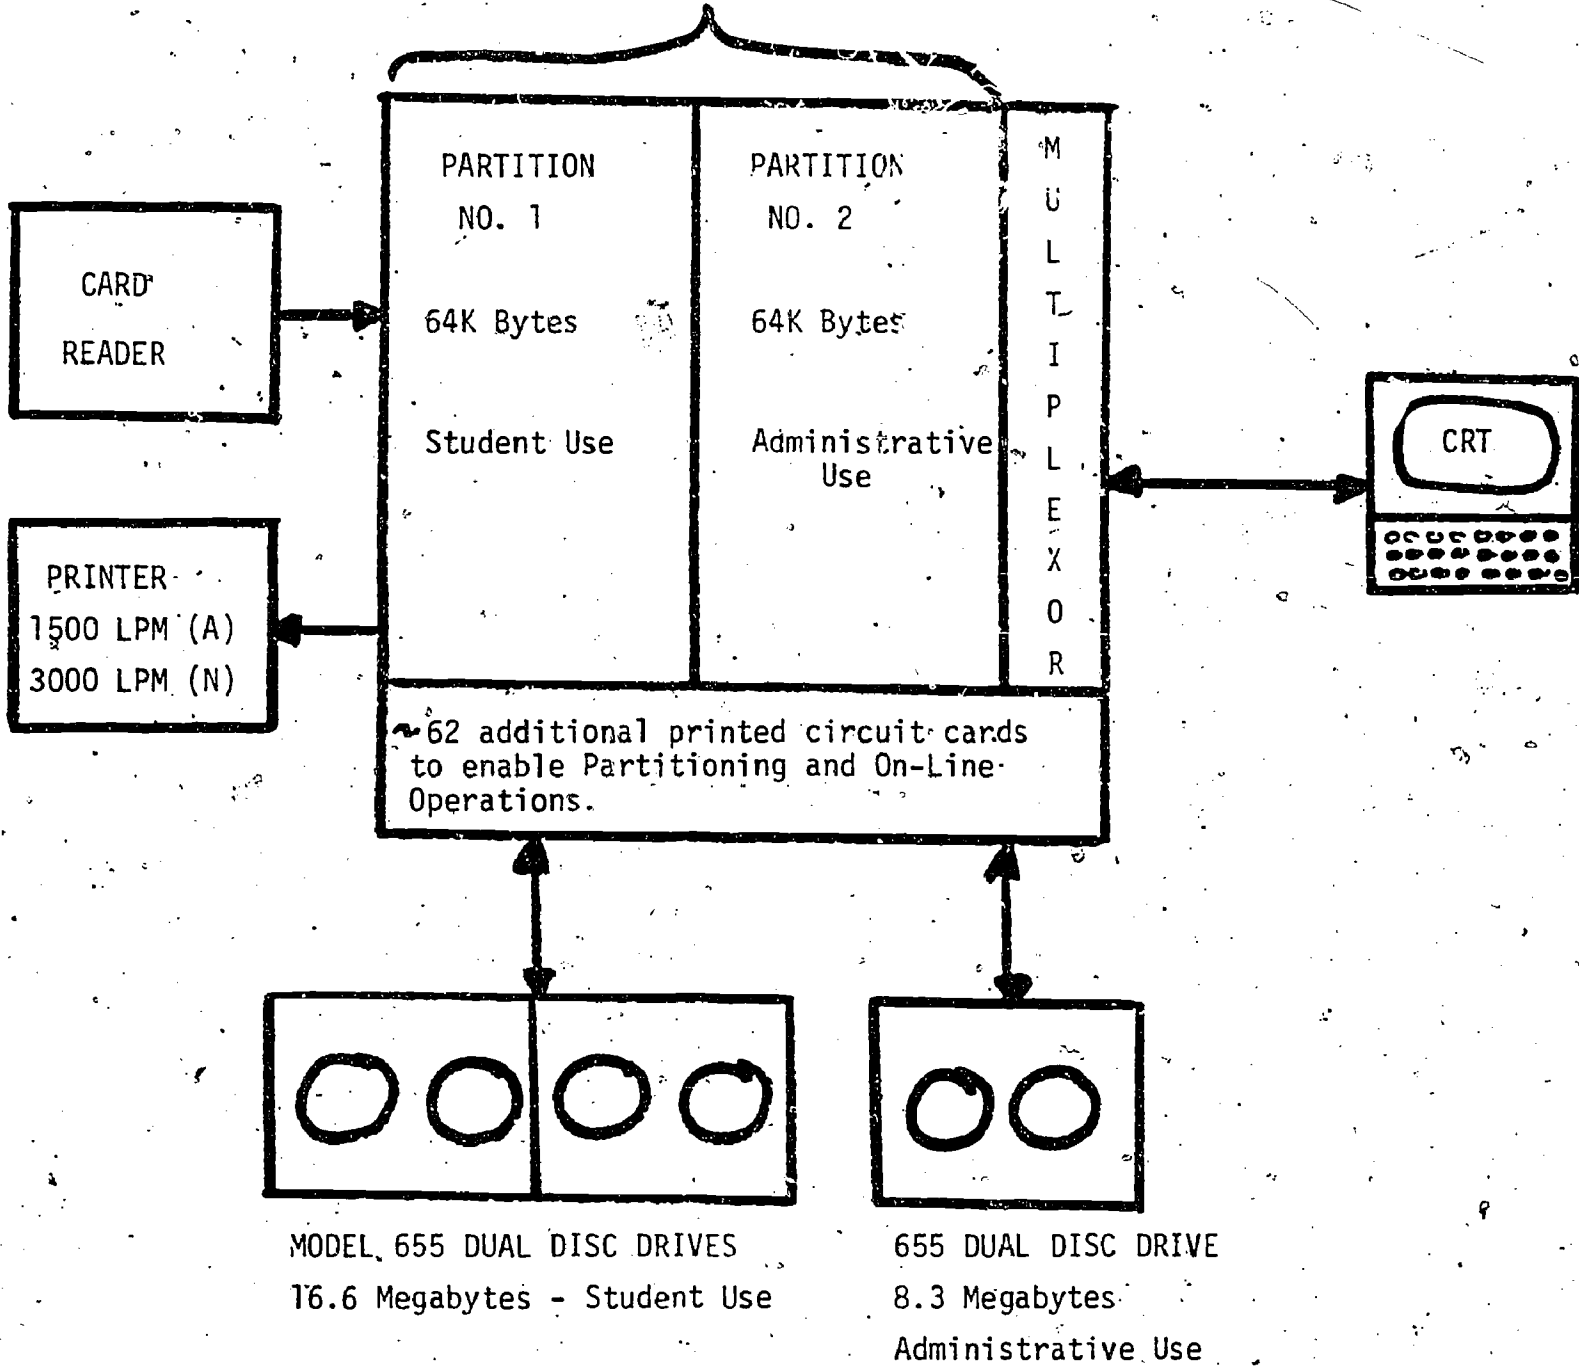 PARTITION
NO. 1
64K Bytes
Student Use
PARTITION
NO. 2
64K Bytes
Administrative
Use
MULTIPLEXOR
CARD
READER
PRINTER
1500 LPM (A)
3000 LPM (N)
CRT
~62 additional printed circuit cards
to enable Partitioning and On-Line
Operations.
MODEL 655 DUAL DISC DRIVES
16.6 Megabytes - Student Use
655 DUAL DISC DRIVE
8.3 Megabytes
Administrative Use